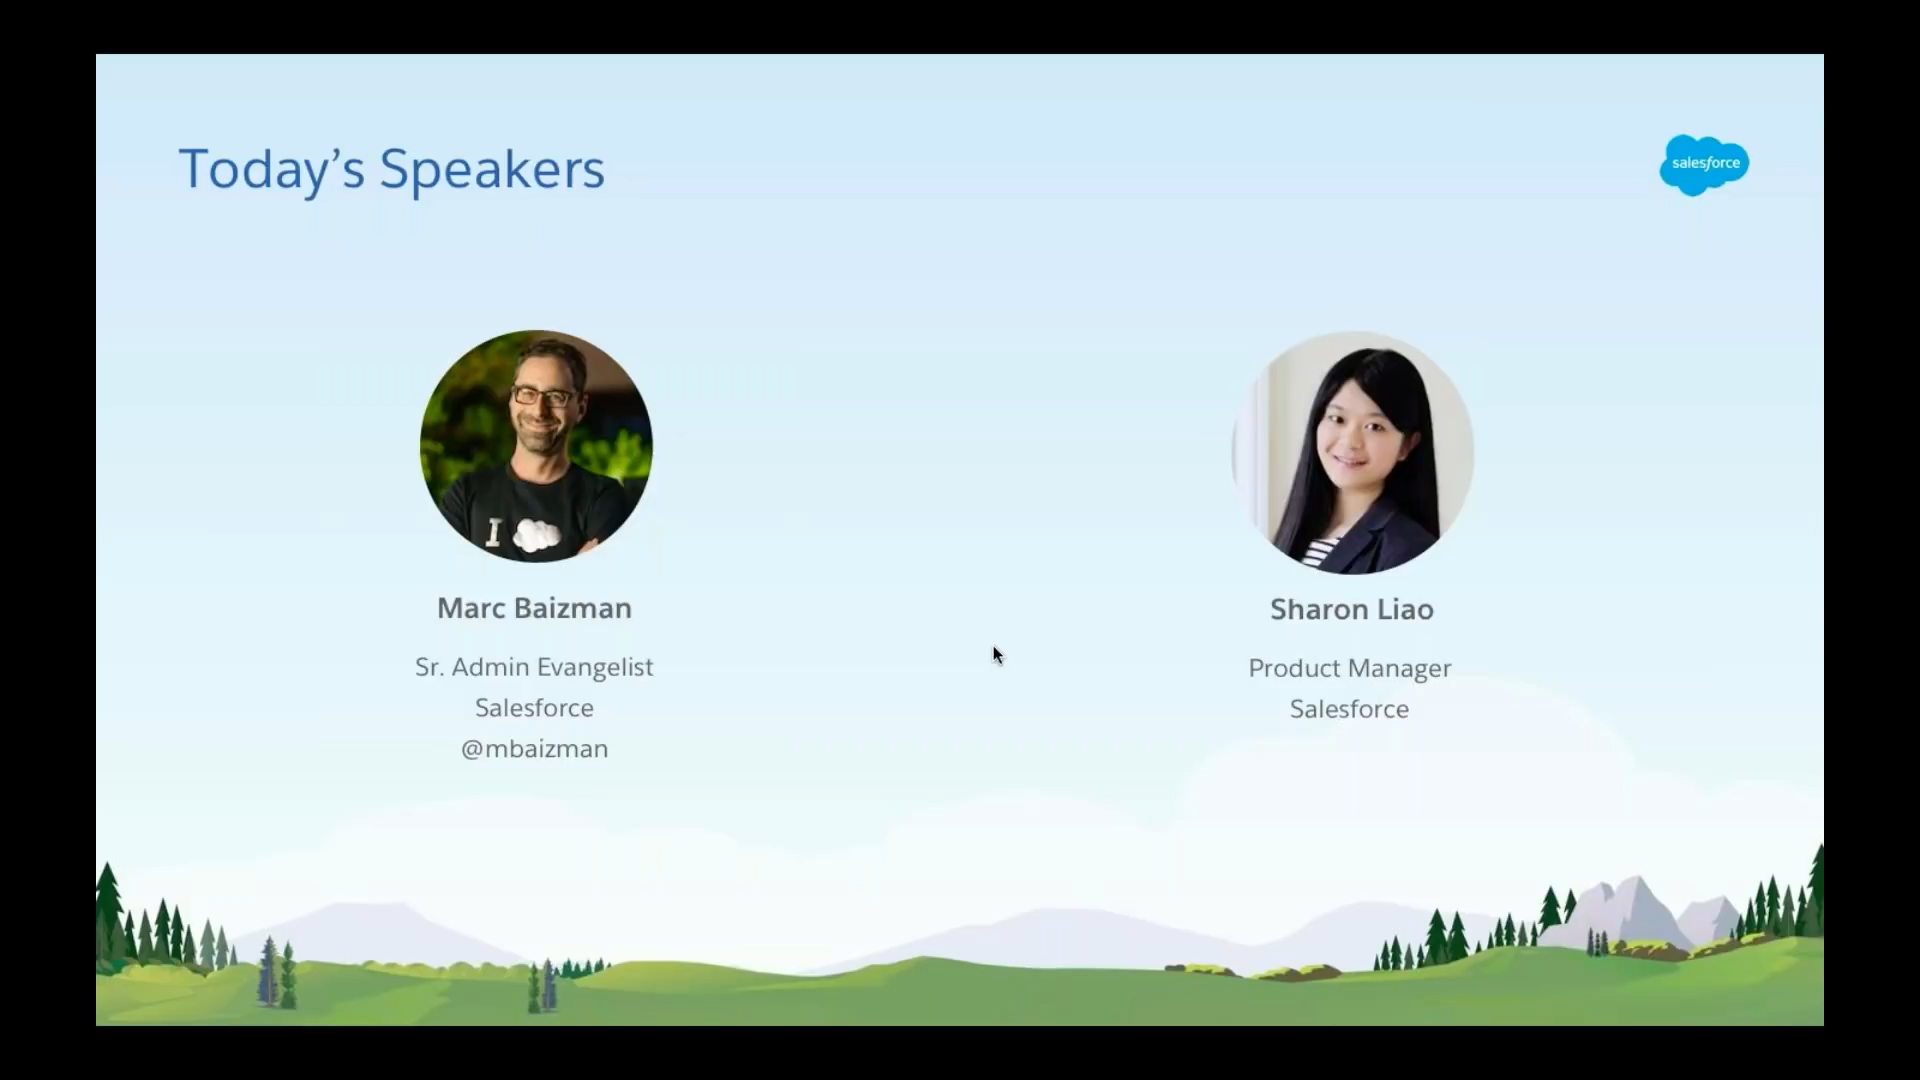 Today’s Speakers
salesforce
I
Marc Baizman
Sr. Admin Evangelist
Salesforce
@mbaizman
Sharon Liao
Product Manager
Salesforce